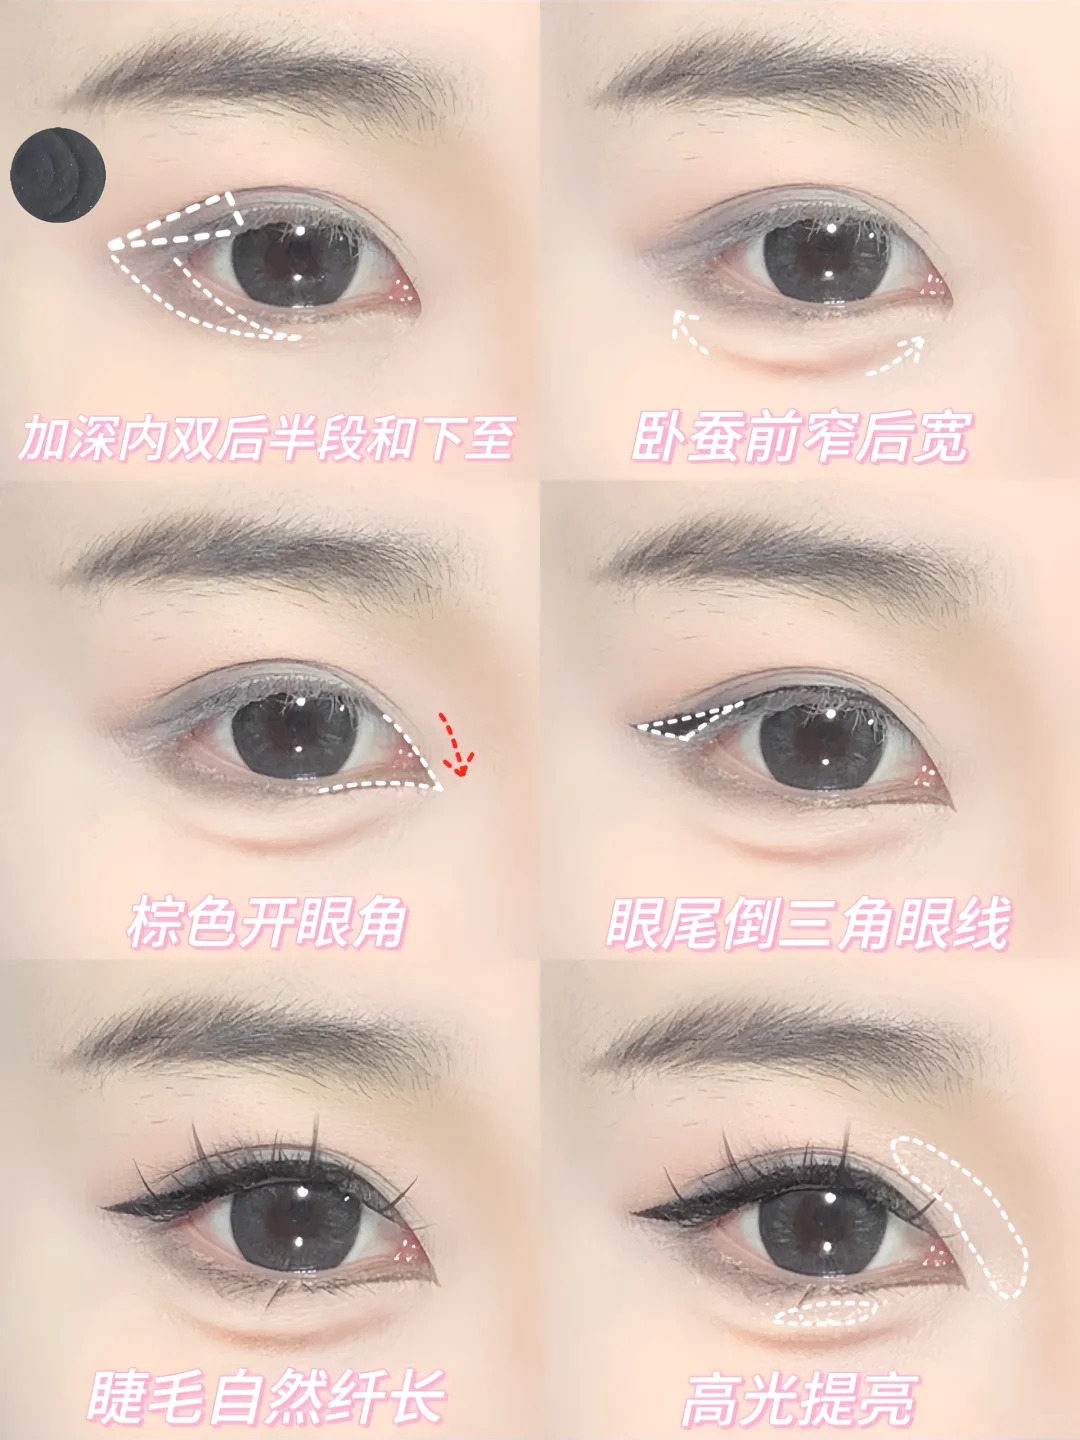 加深内双后半段和下至
卧蚕前窄后宽
棕色开眼角
眼尾倒三角眼线
睫毛自然纤长
高光提亮